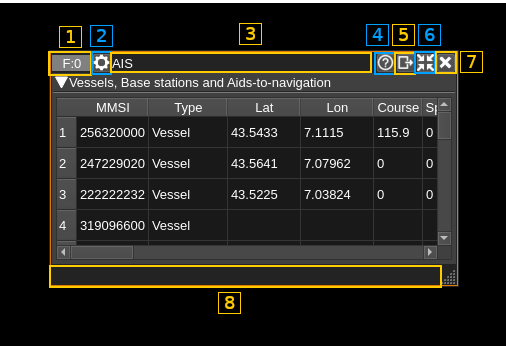 1 2 3 4 5 6 7
F:0 AIS
Vessels, Base stations and Aids-to-navigation
MMSI Type Lat Lon Course Sp
1 256320000 Vessel 43.5433 7.1115 115.9 0
2 247229020 Vessel 43.5641 7.07962 0 0
3 222222232 Vessel 43.5225 7.03824 0 0
4 319096600 Vessel
8